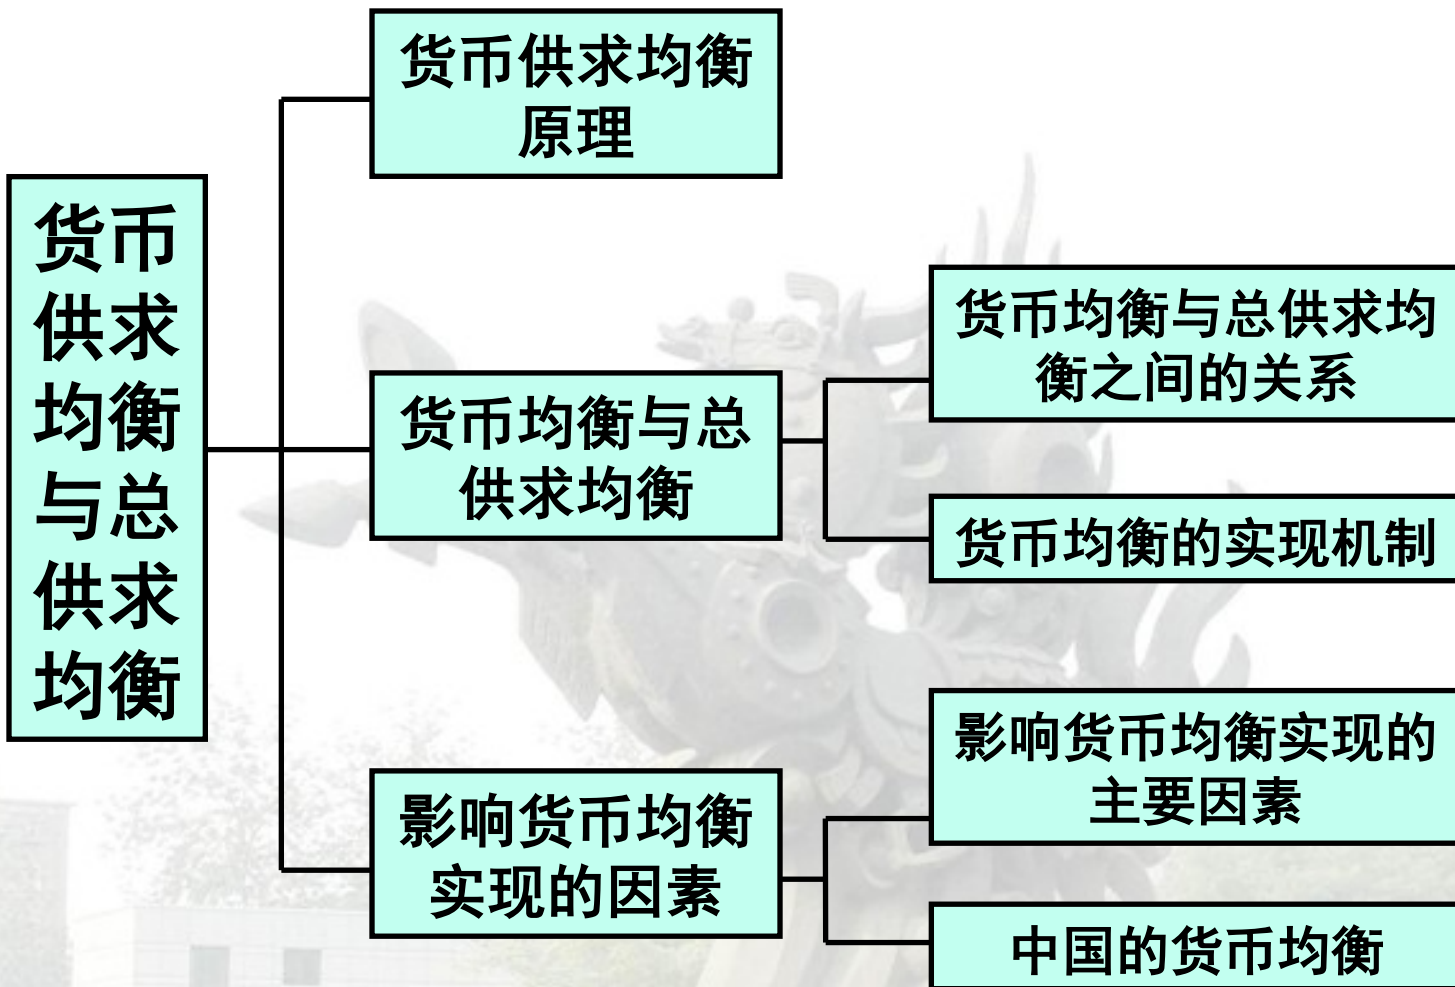 货币
供求
均衡
与总
供求
均衡
货币供求均衡
原理
货币均衡与总
供求均衡
货币均衡与总供求均
衡之间的关系
货币均衡的实现机制
影响货币均衡
实现的因素
影响货币均衡实现的
主要因素
中国的货币均衡